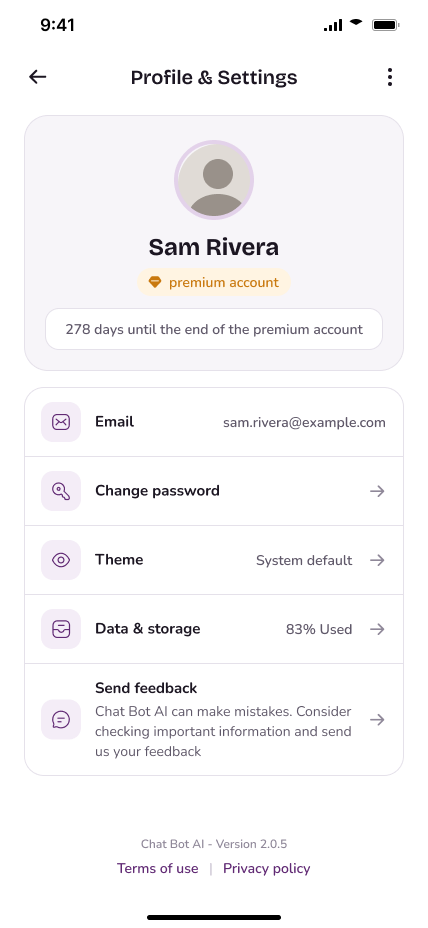 9:41
Profile & Settings
Sam Rivera
premium account
278 days until the end of the premium account
Email
sam.rivera@example.com
Change password
Theme
System default
Data & storage
83% Used
Send feedback
Chat Bot AI can make mistakes. Consider
checking important information and send
us your feedback
Chat Bot AI - Version 2.0.5
Terms of use | Privacy policy